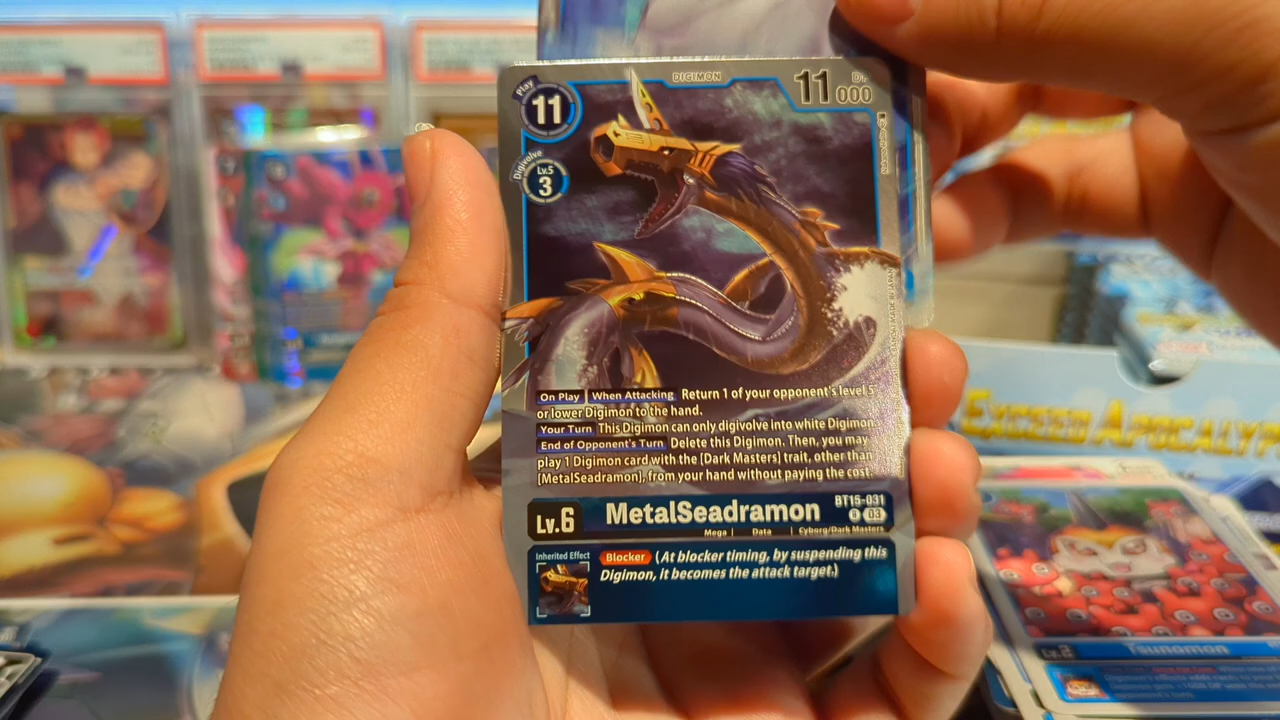 DIGIMON
Play
11
11000
DP
Digivolve
Lv.5
3
On Play When Attacking Return 1 of your opponent's level 5
or lower Digimon to the hand.
Your Turn This Digimon can only digivolve into white Digimon.
End of Opponent's Turn Delete this Digimon. Then, you may
play 1 Digimon card with the [Dark Masters] trait, other than
[MetalSeadramon], from your hand without paying the cost.
BT15-031
Lv.6 MetalSeadramon
R 03
Mega | Data | Cyborg/Dark Masters
Inherited Effect
Blocker (At blocker timing, by suspending this
Digimon, it becomes the attack target.)
EXCEED APOCALYP
Lv.2 Tsunomon